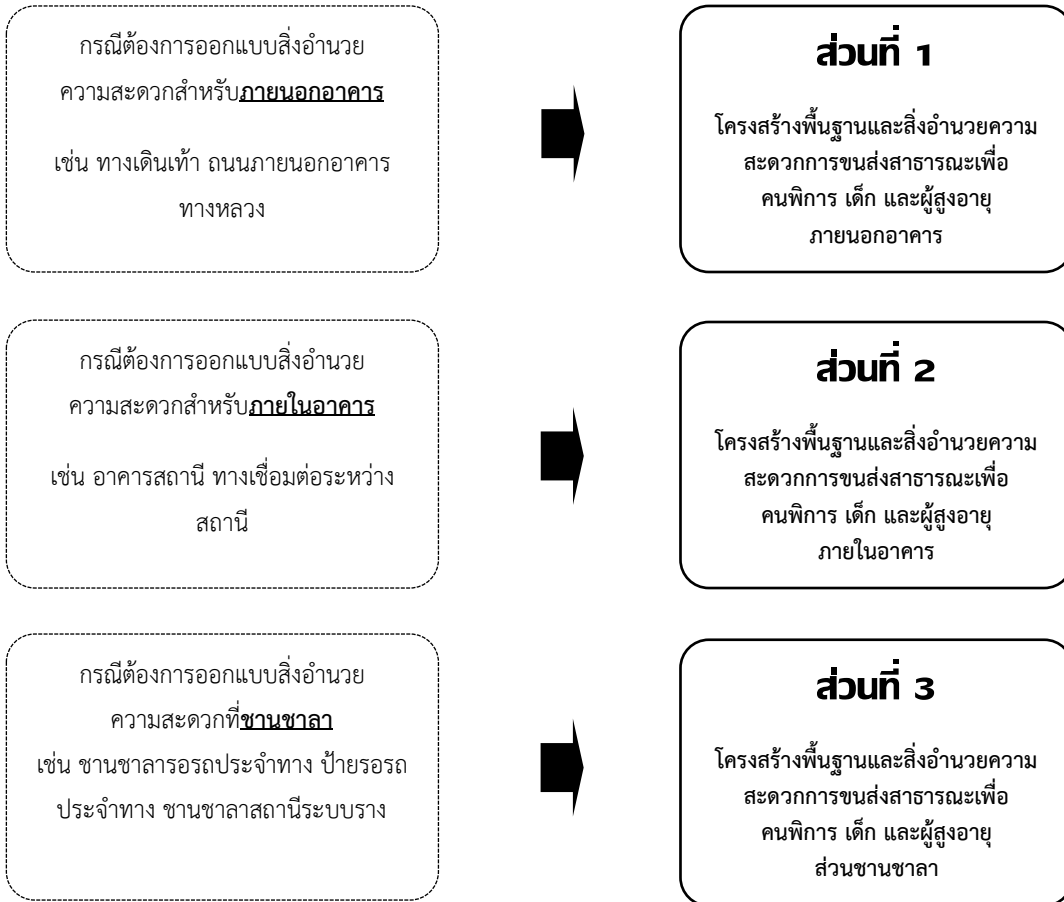 กรณีต้องการออกแบบสิ่งอำนวย
ความสะดวกสำหรับภายนอกอาคาร
เช่น ทางเดินเท้า ถนนภายนอกอาคาร
ทางหลวง
ส่วนที่ 1
โครงสร้างพื้นฐานและสิ่งอำนวยความ
สะดวกการขนส่งสาธารณะเพื่อ
คนพิการ เด็ก และผู้สูงอายุ
ภายนอกอาคาร
กรณีต้องการออกแบบสิ่งอำนวย
ความสะดวกสำหรับภายในอาคาร
เช่น อาคารสถานี ทางเชื่อมต่อระหว่าง
สถานี
ส่วนที่ 2
โครงสร้างพื้นฐานและสิ่งอำนวยความ
สะดวกการขนส่งสาธารณะเพื่อ
คนพิการ เด็ก และผู้สูงอายุ
ภายในอาคาร
กรณีต้องการออกแบบสิ่งอำนวย
ความสะดวกที่ชานชาลา
เช่น ชานชาลารอรถประจำทาง ป้ายรอรถ
ประจำทาง ชานชาลาสถานีระบบราง
ส่วนที่ 3
โครงสร้างพื้นฐานและสิ่งอำนวยความ
สะดวกการขนส่งสาธารณะเพื่อ
คนพิการ เด็ก และผู้สูงอายุ
ส่วนชานชาลา